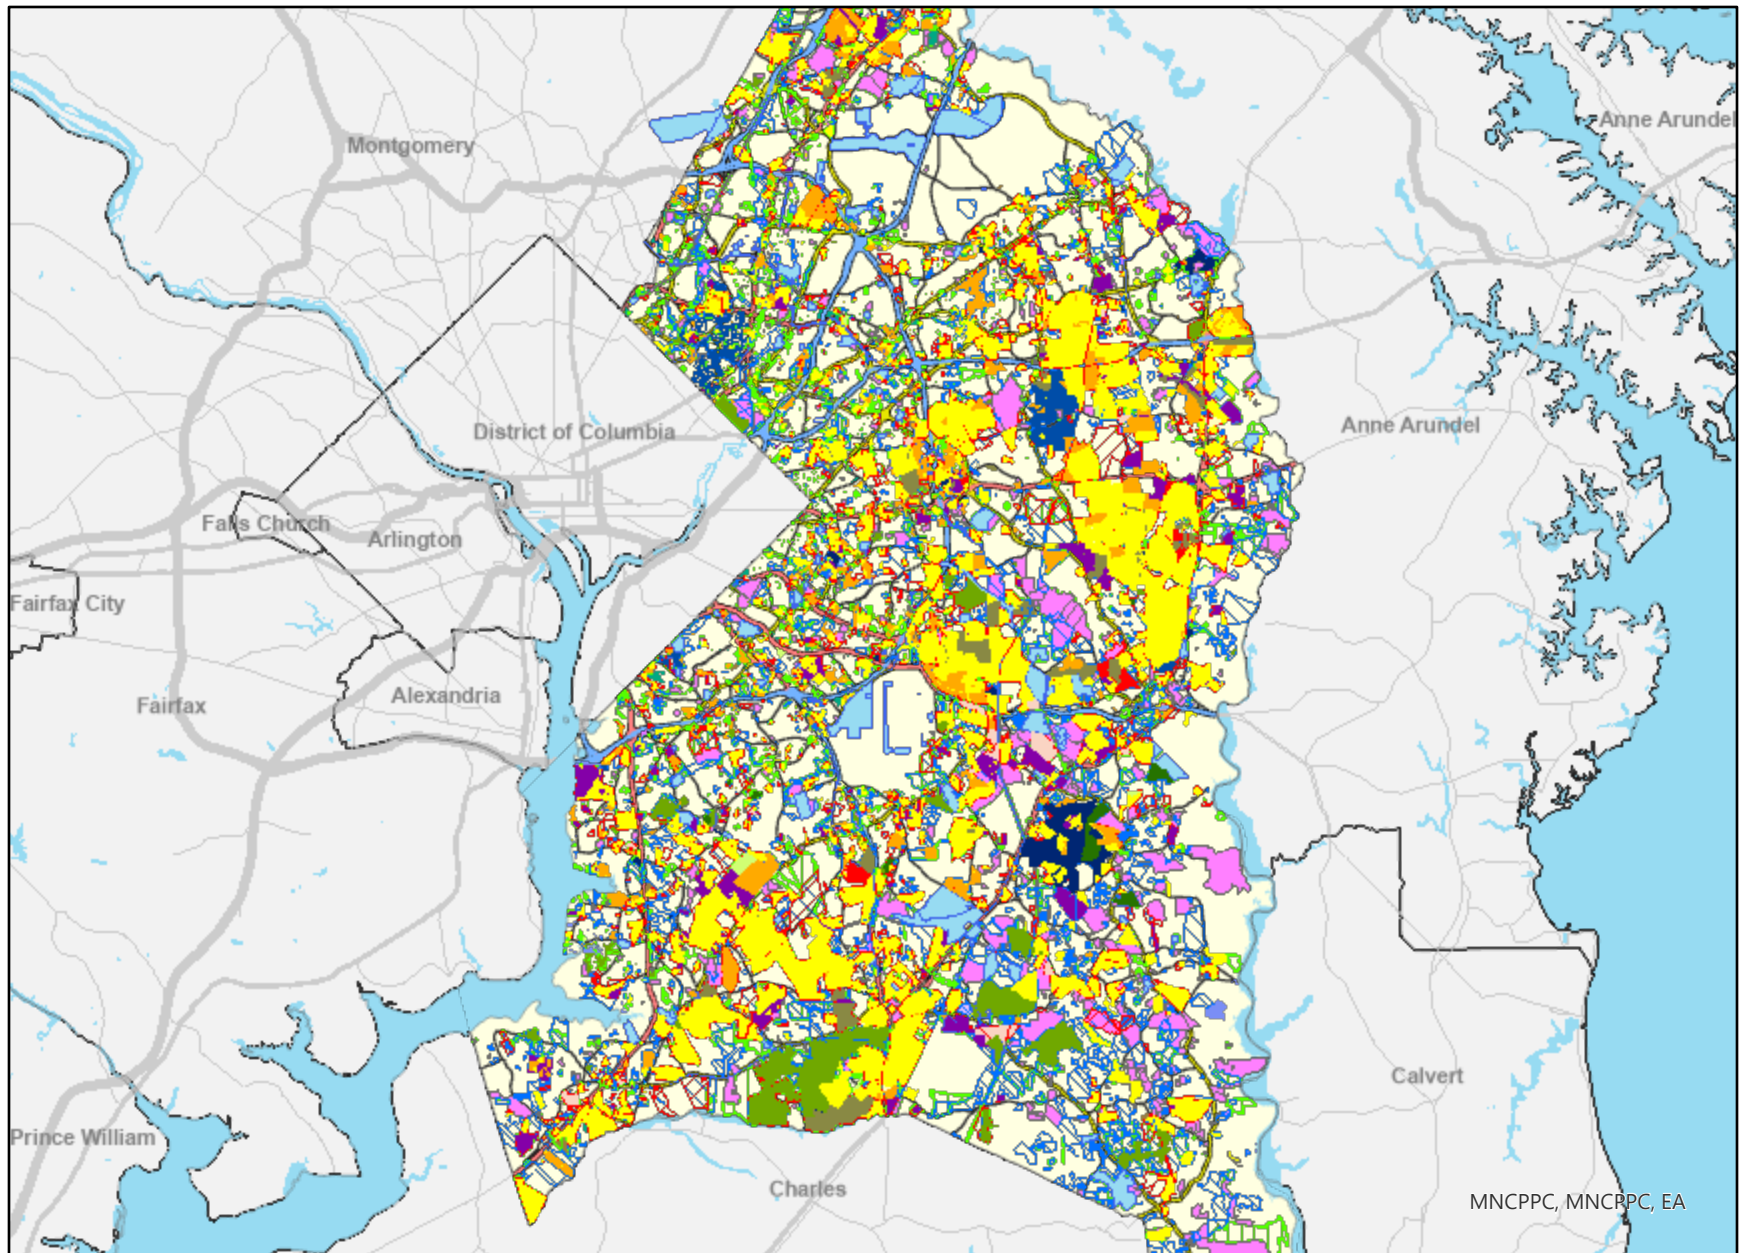 Montgomery
Anne Arundel
District of Columbia
Anne Arundel
Falls Church
Arlington
Fairfax City
Alexandria
Fairfax
Calvert
Prince William
Charles
MNCPPC, MNCRPC, EA